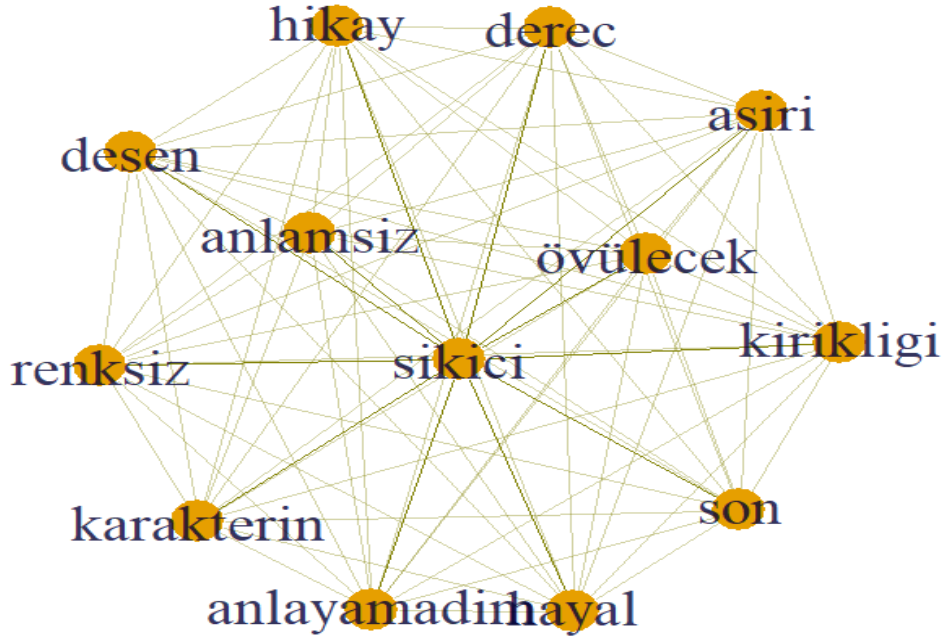 hikay
derec
asiri
desen
anlamsiz
övülecek
kirikligi
renksiz
sikici
son
karakterin
anlayamadim
hayal